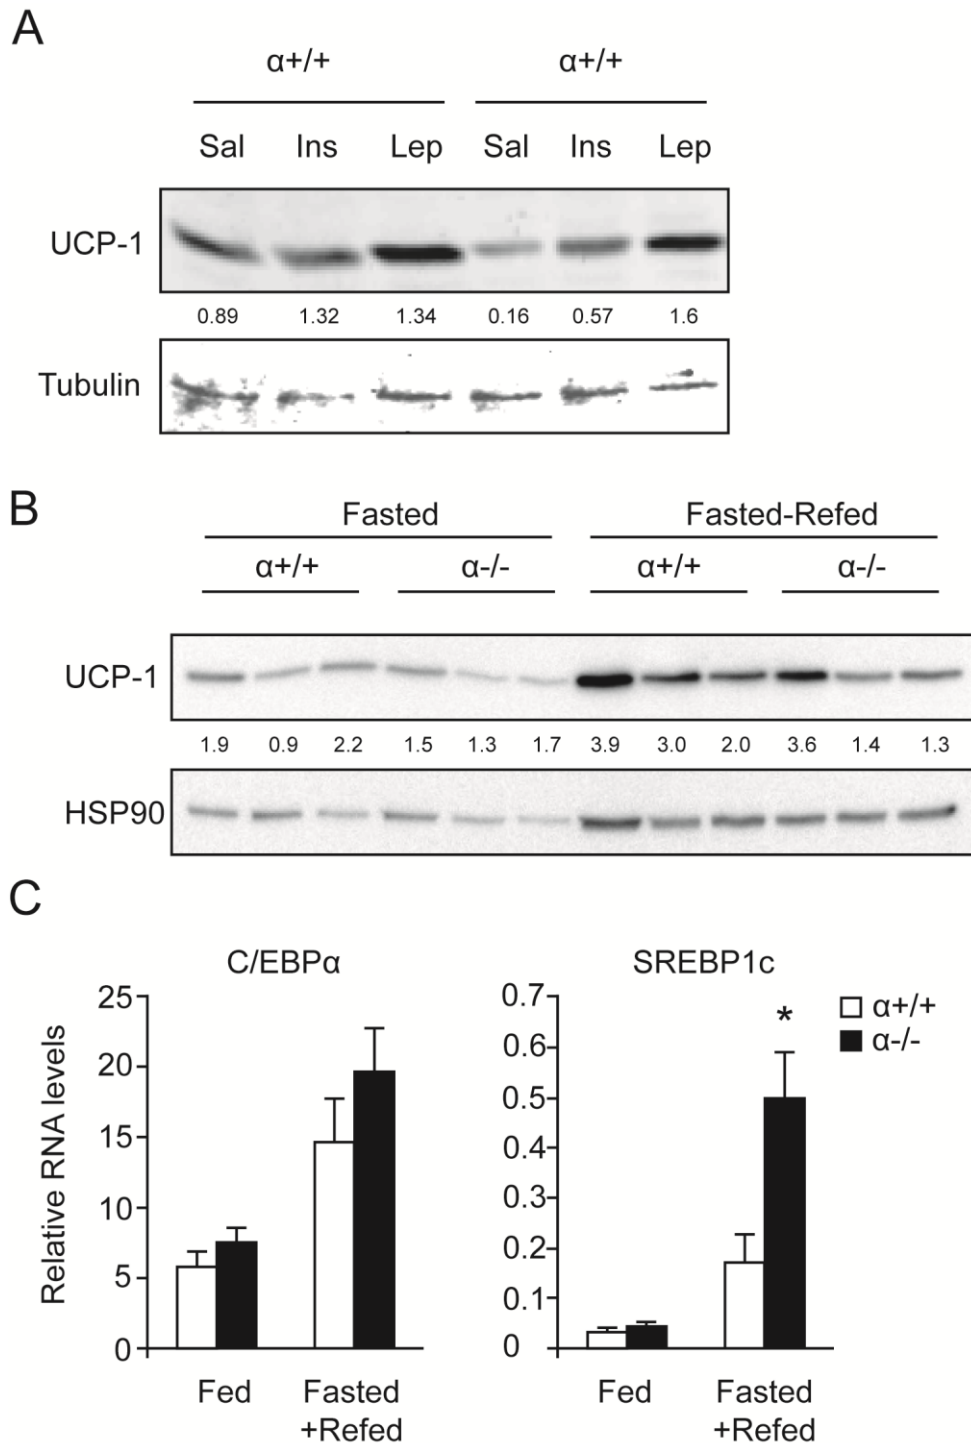 A
α+/+ α+/+
Sal Ins Lep Sal Ins Lep
UCP-1
0.89 1.32 1.34 0.16 0.57 1.6
Tubulin
B
Fasted Fasted-Refed
α+/+ α-/- α+/+ α-/-
UCP-1
1.9 0.9 2.2 1.5 1.3 1.7 3.9 3.0 2.0 3.6 1.4 1.3
HSP90
C
C/EBPα
Relative RNA levels
25
20
15
10
5
0
Fed Fasted
+Refed
SREBP1c
0.7
0.6
0.5
0.4
0.3
0.2
0.1
0
*
Fed Fasted
+Refed
α+/+
α-/-